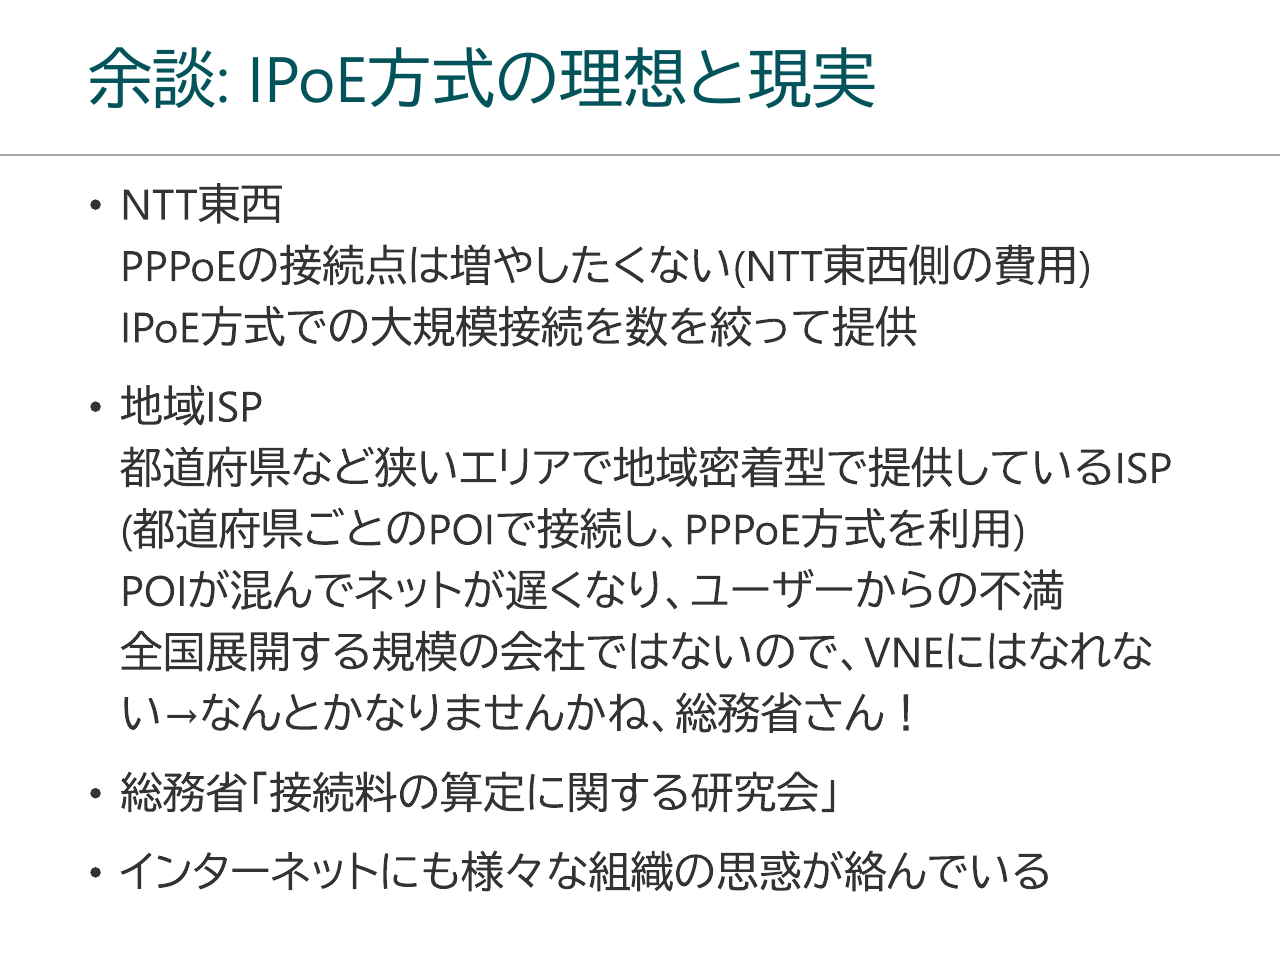 余談: IPoE方式の理想と現実
• NTT東西
PPPoEの接続点は増やしたくない(NTT東西側の費用)
IPoE方式での大規模接続を数を絞って提供
• 地域ISP
都道府県など狭いエリアで地域密着型で提供しているISP
(都道府県ごとのPOIで接続し、PPPoE方式を利用)
POIが混んでネットが遅くなり、ユーザーからの不満
全国展開する規模の会社ではないので、VNEにはなれな
い→なんとかなりませんかね、総務省さん！
• 総務省「接続料の算定に関する研究会」
• インターネットにも様々な組織の思惑が絡んでいる